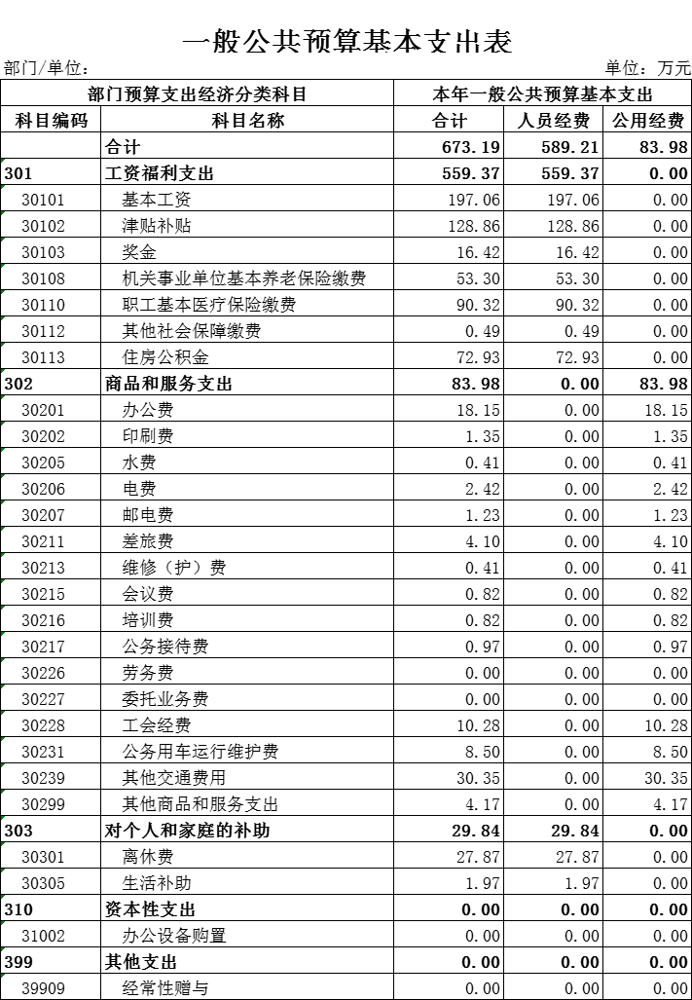 一般公共预算基本支出表
部门/单位： 单位：万元
部门预算支出经济分类科目 本年一般公共预算基本支出
科目编码 科目名称 合计 人员经费 公用经费
合计 673.19 589.21 83.98
301 工资福利支出 559.37 559.37 0.00
30101 基本工资 197.06 197.06 0.00
30102 津贴补贴 128.86 128.86 0.00
30103 奖金 16.42 16.42 0.00
30108 机关事业单位基本养老保险缴费 53.30 53.30 0.00
30110 职工基本医疗保险缴费 90.32 90.32 0.00
30112 其他社会保障缴费 0.49 0.49 0.00
30113 住房公积金 72.93 72.93 0.00
302 商品和服务支出 83.98 0.00 83.98
30201 办公费 18.15 0.00 18.15
30202 印刷费 1.35 0.00 1.35
30205 水费 0.41 0.00 0.41
30206 电费 2.42 0.00 2.42
30207 邮电费 1.23 0.00 1.23
30211 差旅费 4.10 0.00 4.10
30213 维修（护）费 0.41 0.00 0.41
30215 会议费 0.82 0.00 0.82
30216 培训费 0.82 0.00 0.82
30217 公务接待费 0.97 0.00 0.97
30226 劳务费 0.00 0.00 0.00
30227 委托业务费 0.00 0.00 0.00
30228 工会经费 10.28 0.00 10.28
30231 公务用车运行维护费 8.50 0.00 8.50
30239 其他交通费用 30.35 0.00 30.35
30299 其他商品和服务支出 4.17 0.00 4.17
303 对个人和家庭的补助 29.84 29.84 0.00
30301 离休费 27.87 27.87 0.00
30305 生活补助 1.97 1.97 0.00
310 资本性支出 0.00 0.00 0.00
31002 办公设备购置 0.00 0.00 0.00
399 其他支出 0.00 0.00 0.00
39909 经常性赠与 0.00 0.00 0.00